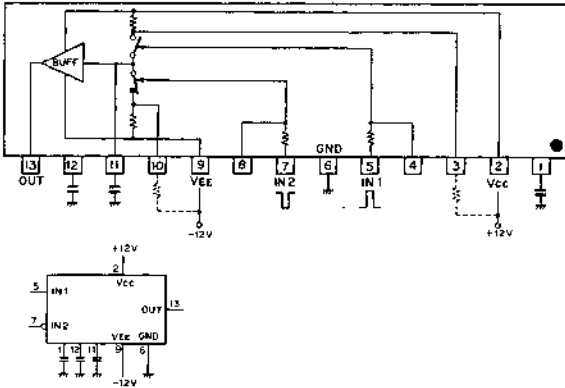 BUFF
GND
13 12 11 10 9 8 7 6 5 4 3 2 1
OUT VEE IN 2 IN 1 VCC
-12V +12V
+12V
2
VCC
5 IN1
OUT 13
7 IN2
VEE GND
1 12 11 9 6
-12V